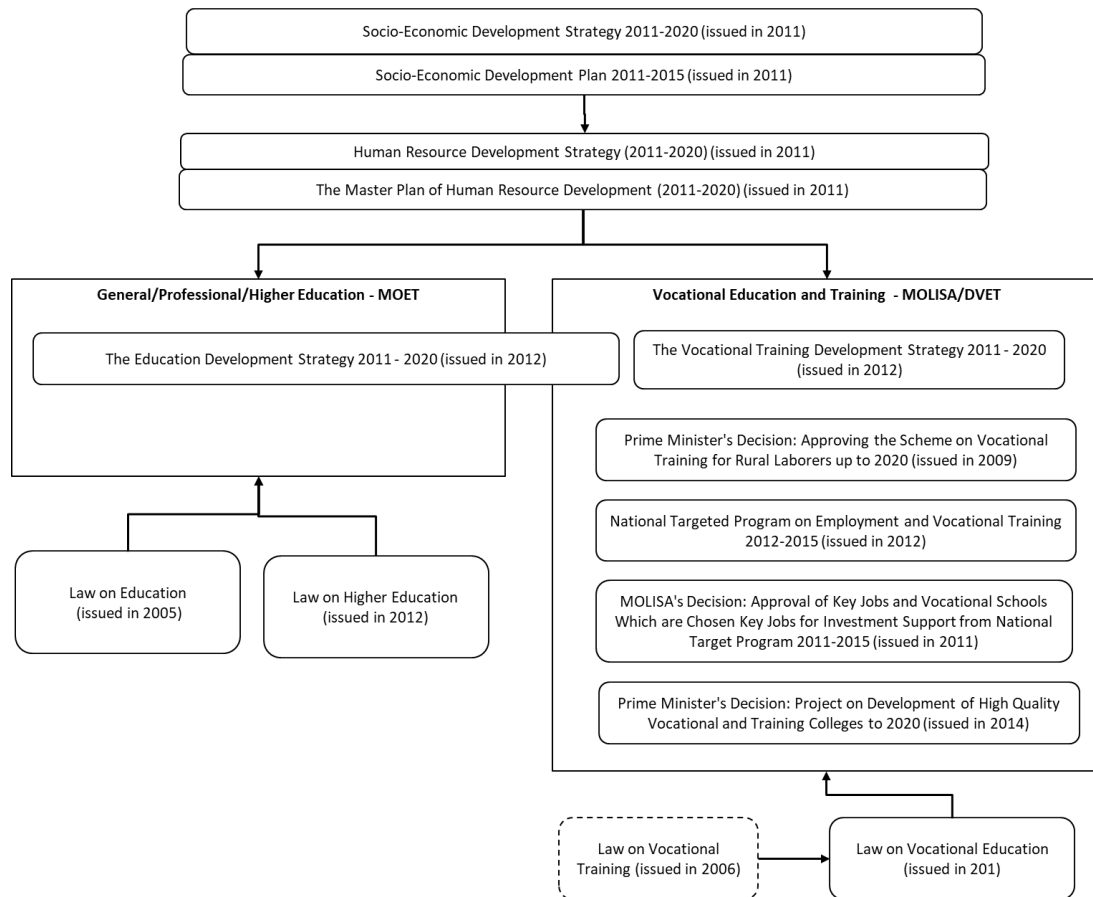 Socio-Economic Development Strategy 2011-2020 (issued in 2011)
Socio-Economic Development Plan 2011-2015 (issued in 2011)
Human Resource Development Strategy (2011-2020) (issued in 2011)
The Master Plan of Human Resource Development (2011-2020) (issued in 2011)
General/Professional/Higher Education - MOET
The Education Development Strategy 2011 - 2020 (issued in 2012)
Law on Education
(issued in 2005)
Law on Higher Education
(issued in 2012)
Vocational Education and Training - MOLISA/DVET
The Vocational Training Development Strategy 2011 - 2020
(issued in 2012)
Prime Minister's Decision: Approving the Scheme on Vocational
Training for Rural Laborers up to 2020 (issued in 2009)
National Targeted Program on Employment and Vocational Training
2012-2015 (issued in 2012)
MOLISA's Decision: Approval of Key Jobs and Vocational Schools
Which are Chosen Key Jobs for Investment Support from National
Target Program 2011-2015 (issued in 2011)
Prime Minister's Decision: Project on Development of High Quality
Vocational and Training Colleges to 2020 (issued in 2014)
Law on Vocational
Training (issued in 2006)
Law on Vocational Education
(issued in 201)